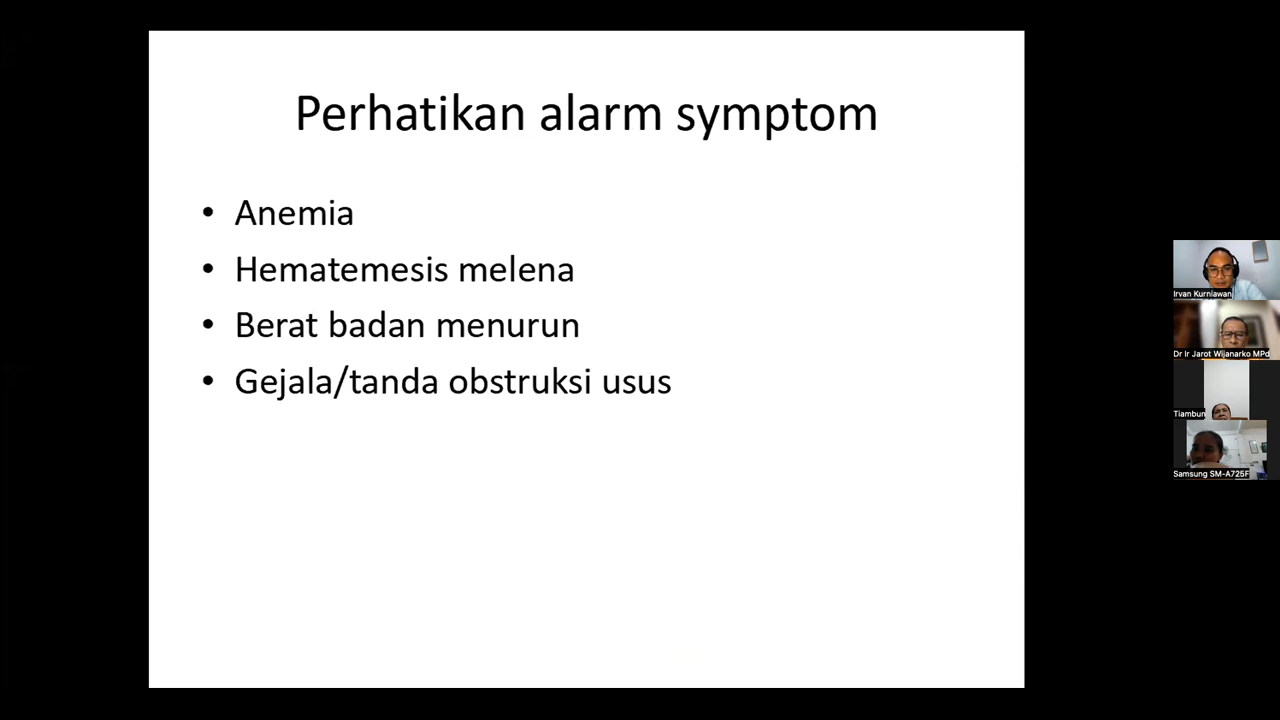 Perhatikan alarm symptom
• Anemia
• Hematemesis melena
• Berat badan menurun
• Gejala/tanda obstruksi usus
Irvan Kurniawan
Dr Ir Jarot Wijanarko MPd
Tiambun
Samsung SM-A725F